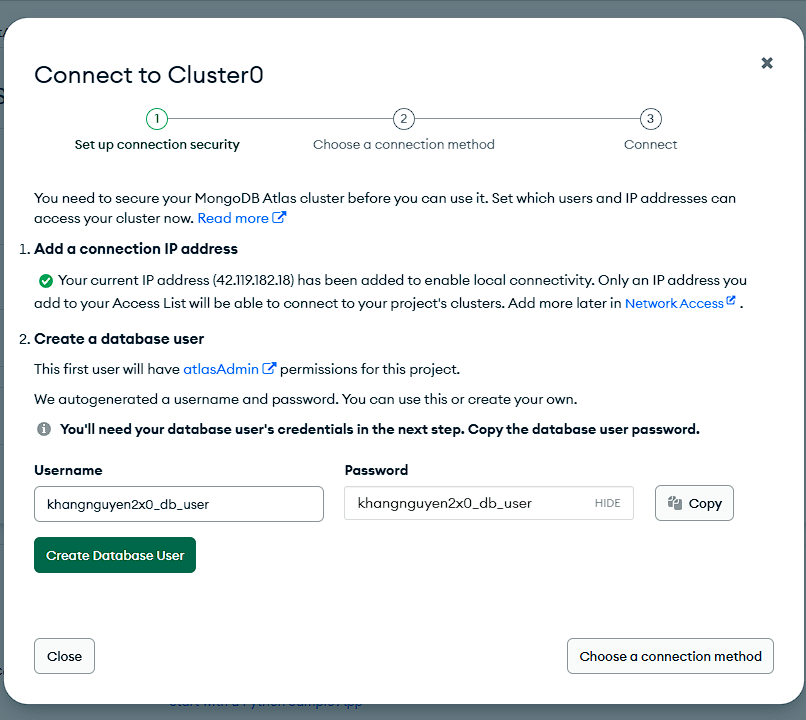 Connect to Cluster0
1
2
3
Set up connection security
Choose a connection method
Connect
You need to secure your MongoDB Atlas cluster before you can use it. Set which users and IP addresses can
access your cluster now. Read more
1. Add a connection IP address
Your current IP address (42.119.182.18) has been added to enable local connectivity. Only an IP address you
add to your Access List will be able to connect to your project's clusters. Add more later in Network Access .
2. Create a database user
This first user will have atlasAdmin permissions for this project.
We autogenerated a username and password. You can use this or create your own.
You'll need your database user's credentials in the next step. Copy the database user password.
Username
Password
khangnguyen2x0_db_user
khangnguyen2x0_db_user HIDE
Copy
Create Database User
Close
Choose a connection method